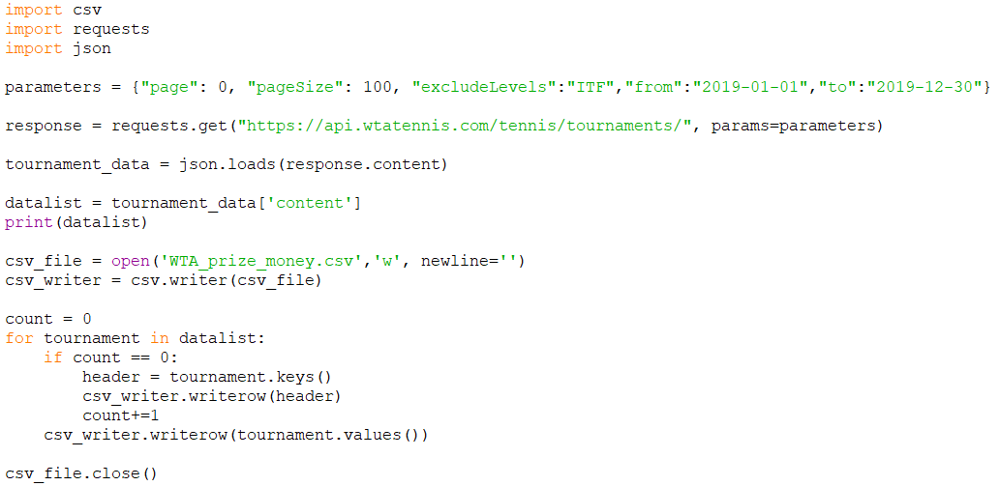 import csv
import requests
import json
parameters = {"page": 0, "pageSize": 100, "excludeLevels":"ITF","from":"2019-01-01","to":"2019-12-30"}
response = requests.get("https://api.wtatennis.com/tennis/tournaments/", params=parameters)
tournament_data = json.loads(response.content)
datalist = tournament_data['content']
print(datalist)
csv_file = open('WTA_prize_money.csv','w', newline='')
csv_writer = csv.writer(csv_file)
count = 0
for tournament in datalist:
    if count == 0:
        header = tournament.keys()
        csv_writer.writerow(header)
        count+=1
    csv_writer.writerow(tournament.values())
csv_file.close()